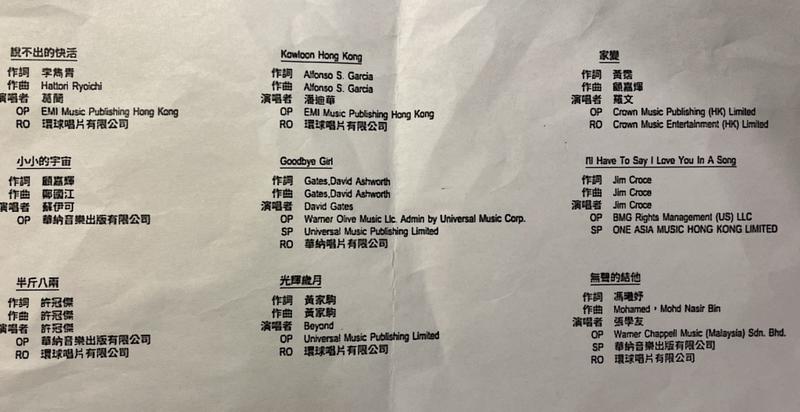 說不出的快活
作詞 李雋青
作曲 Hattori Ryoichi
演唱者 葛蘭
OP EMI Music Publishing Hong Kong
RO 環球唱片有限公司
小小的宇宙
作詞 顧嘉輝
作曲 鄭國江
演唱者 蘇伊可
OP 華納音樂出版有限公司
半斤八兩
作詞 許冠傑
作曲 許冠傑
演唱者 許冠傑
OP 華納音樂出版有限公司
RO 環球唱片有限公司
Kowloon Hong Kong
作詞 Alfonso S. Garcia
作曲 Alfonso S. Garcia
演唱者 潘迪華
OP EMI Music Publishing Hong Kong
RO 環球唱片有限公司
Goodbye Girl
作詞 Gates,David Ashworth
作曲 Gates,David Ashworth
演唱者 David Gates
OP Warner Olive Music Llc. Admin by Universal Music Corp.
SP Universal Music Publishing Limited
RO 華納唱片有限公司
光輝歲月
作詞 黃家駒
作曲 黃家駒
演唱者 Beyond
OP Universal Music Publishing Limited
RO 環球唱片有限公司
家變
作詞 黃霑
作曲 顧嘉輝
演唱者 羅文
OP Crown Music Publishing (HK) Limited
RO Crown Music Entertainment (HK) Limited
I'll Have To Say I Love You In A Song
作詞 Jim Croce
作曲 Jim Croce
演唱者 Jim Croce
OP BMG Rights Management (US) LLC
SP ONE ASIA MUSIC HONG KONG LIMITED
無聲的結他
作詞 馮曦妤
作曲 Mohamed，Mohd Nasir Bin
演唱者 張學友
OP Warner Chappell Music (Malaysia) Sdn. Bhd.
SP 華納音樂出版有限公司
RO 環球唱片有限公司